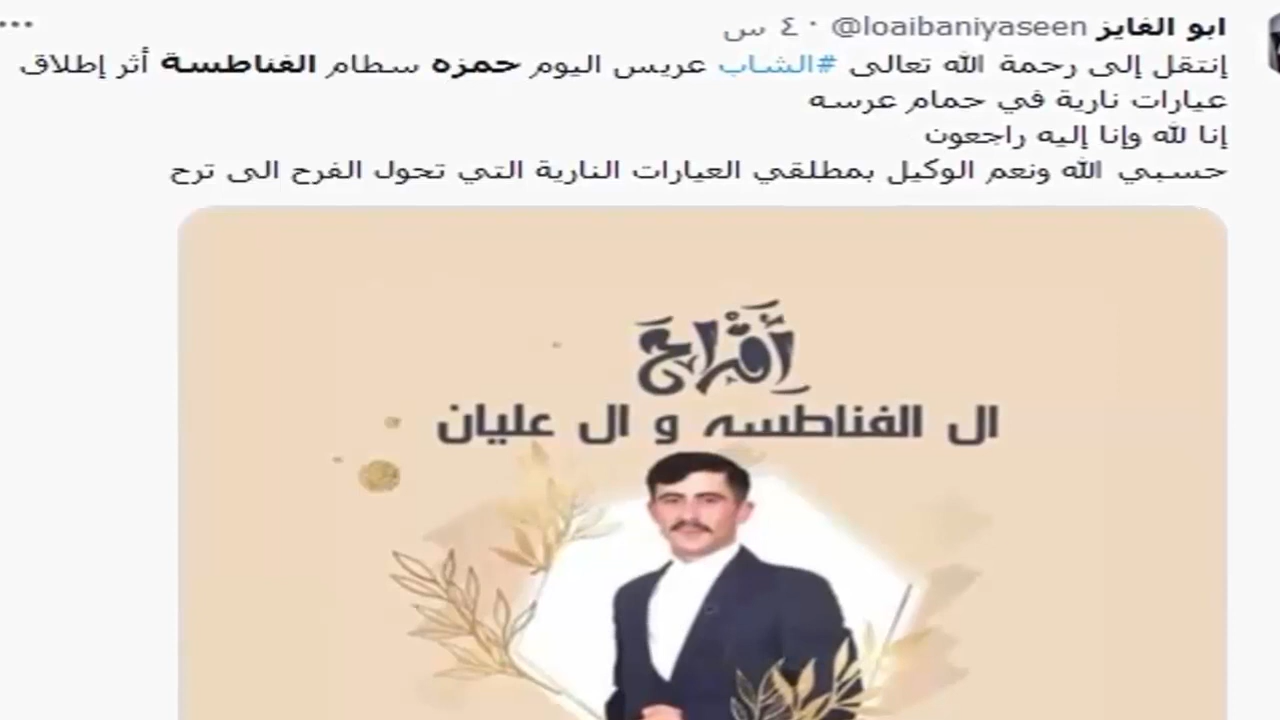 ابو الفايز @loaibaniyaseen · ٤ س
إنتقل إلى رحمة الله تعالى #الشاب عريس اليوم حمزه سطام الفناطسة أثر إطلاق
عيارات نارية في حمام عرسه
إنا لله وإنا إليه راجعون
حسبي الله ونعم الوكيل بمطلقي العيارات النارية التي تحول الفرح الى ترح
أَفْرَاح
ال الفناطسه و ال عليان